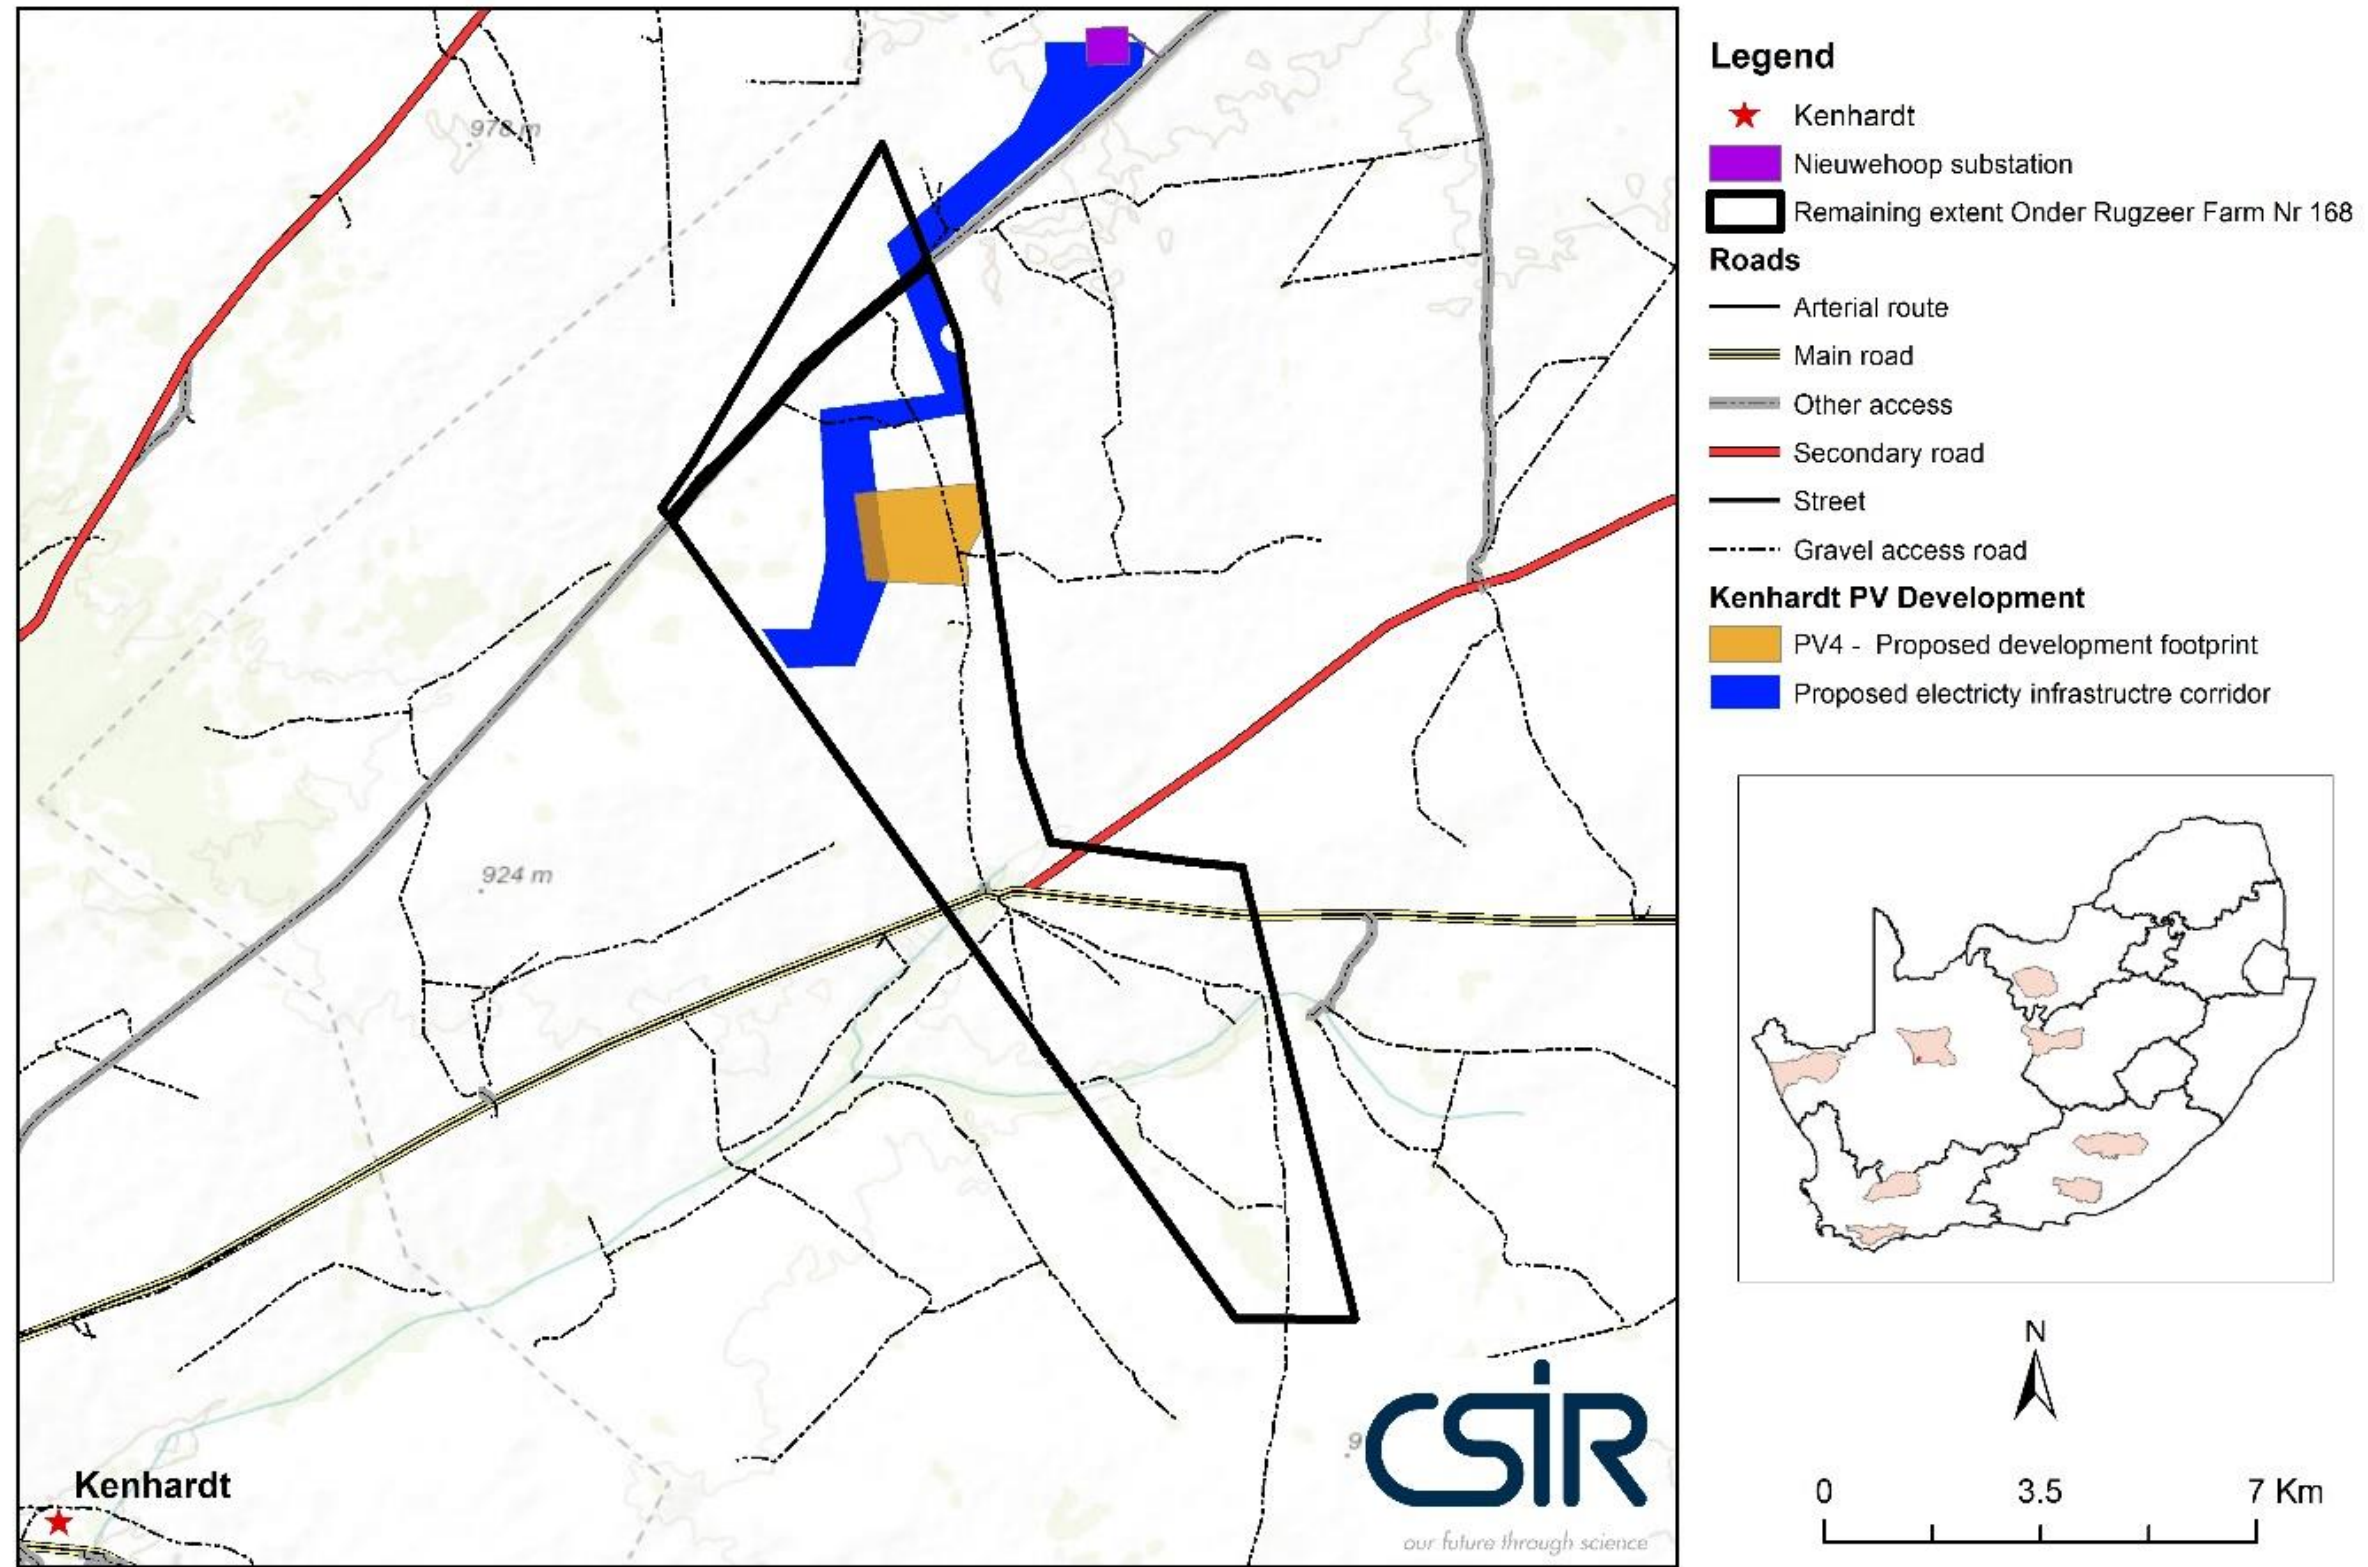 Legend
Kenhardt
Nieuwehoop substation
Remaining extent Onder Rugzeer Farm Nr 168
Roads
Arterial route
Main road
Other access
Secondary road
Street
Gravel access road
Kenhardt PV Development
PV4 - Proposed development footprint
Proposed electricty infrastructre corridor
978 m
924 m
Kenhardt
CSIR
our future through science
N
0 3.5 7 Km